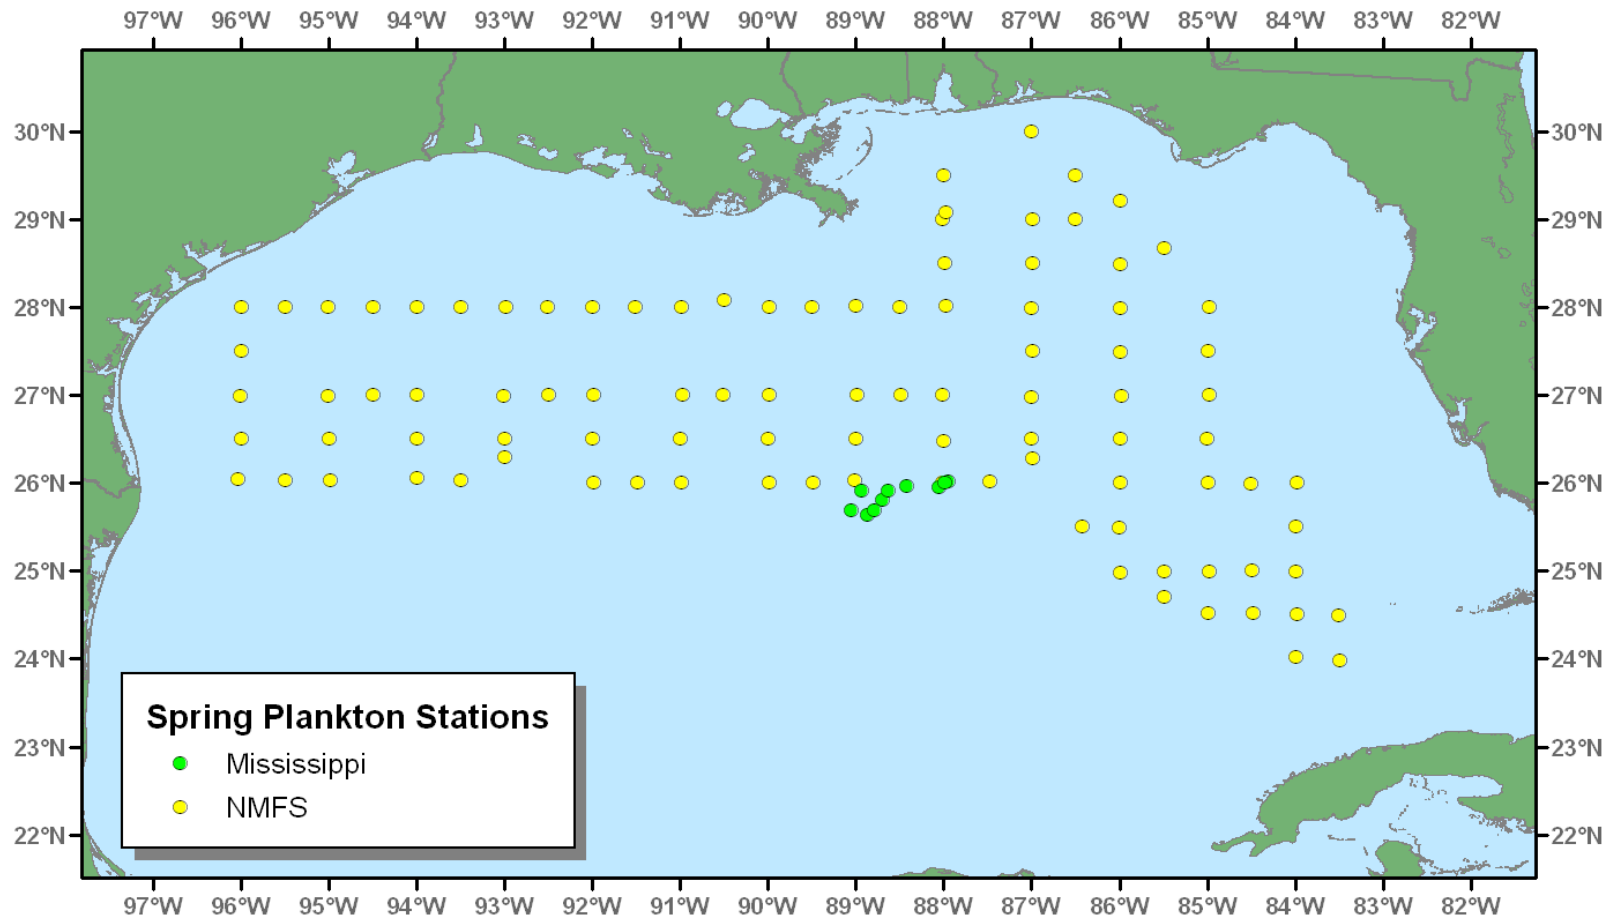 97°W 96°W 95°W 94°W 93°W 92°W 91°W 90°W 89°W 88°W 87°W 86°W 85°W 84°W 83°W 82°W
30°N 30°N
29°N 29°N
28°N 28°N
27°N 27°N
26°N 26°N
25°N 25°N
24°N 24°N
Spring Plankton Stations
23°N 23°N
Mississippi
NMFS
22°N 22°N
97°W 96°W 95°W 94°W 93°W 92°W 91°W 90°W 89°W 88°W 87°W 86°W 85°W 84°W 83°W 82°W